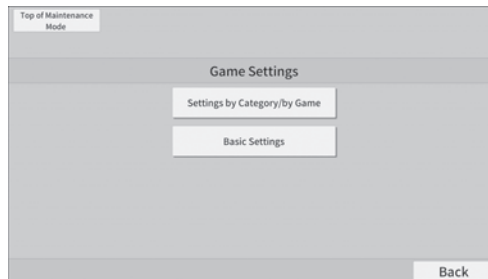 Top of Maintenance
Mode
Game Settings
Settings by Category/by Game
Basic Settings
Back